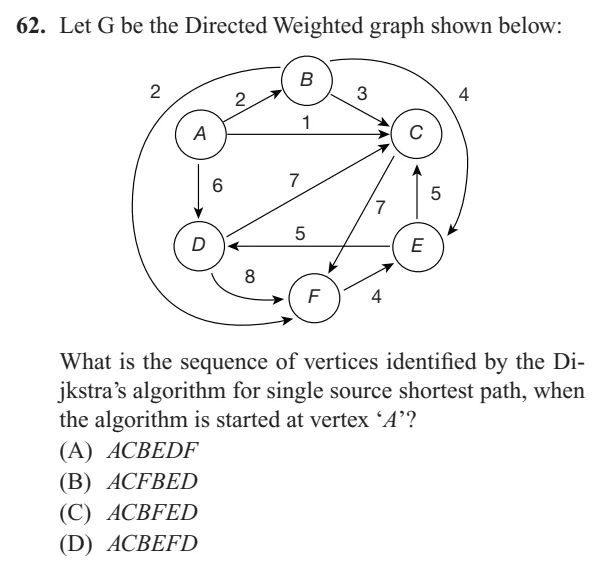 62. Let G be the Directed Weighted graph shown below:
B
2
2
3
4
A
1
C
6
7
7
5
D
5
E
8
F
4
What is the sequence of vertices identified by the Di-
jkstra’s algorithm for single source shortest path, when
the algorithm is started at vertex ‘A’?
(A) ACBEDF
(B) ACFBED
(C) ACBFED
(D) ACBEFD